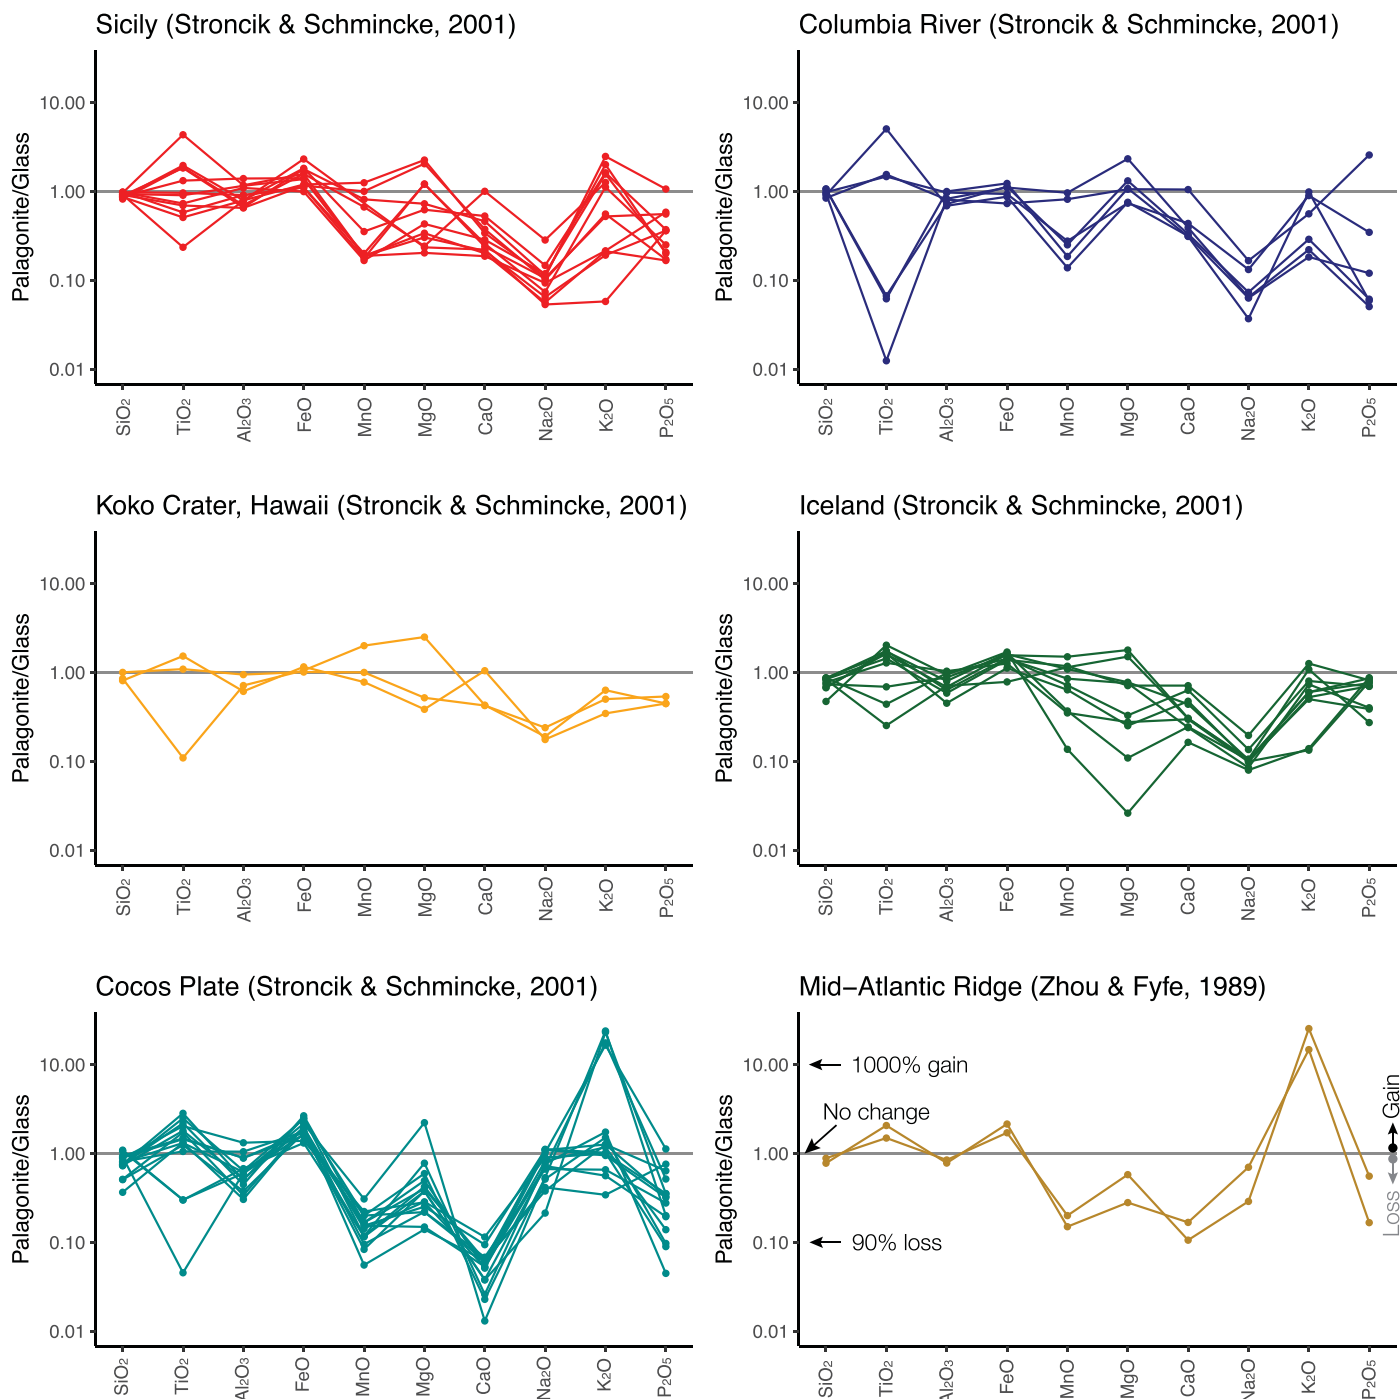 Sicily (Stroncik & Schmincke, 2001)
Palagonite/Glass
10.00
1.00
0.10
0.01
SiO2
TiO2
Al2O3
FeO
MnO
MgO
CaO
Na2O
K2O
P2O5
Columbia River (Stroncik & Schmincke, 2001)
Palagonite/Glass
10.00
1.00
0.10
0.01
SiO2
TiO2
Al2O3
FeO
MnO
MgO
CaO
Na2O
K2O
P2O5
Koko Crater, Hawaii (Stroncik & Schmincke, 2001)
Palagonite/Glass
10.00
1.00
0.10
0.01
SiO2
TiO2
Al2O3
FeO
MnO
MgO
CaO
Na2O
K2O
P2O5
Iceland (Stroncik & Schmincke, 2001)
Palagonite/Glass
10.00
1.00
0.10
0.01
SiO2
TiO2
Al2O3
FeO
MnO
MgO
CaO
Na2O
K2O
P2O5
Cocos Plate (Stroncik & Schmincke, 2001)
Palagonite/Glass
10.00
1.00
0.10
0.01
SiO2
TiO2
Al2O3
FeO
MnO
MgO
CaO
Na2O
K2O
P2O5
Mid−Atlantic Ridge (Zhou & Fyfe, 1989)
Palagonite/Glass
10.00
1.00
0.10
0.01
1000% gain
No change
90% loss
Gain
Loss
SiO2
TiO2
Al2O3
FeO
MnO
MgO
CaO
Na2O
K2O
P2O5